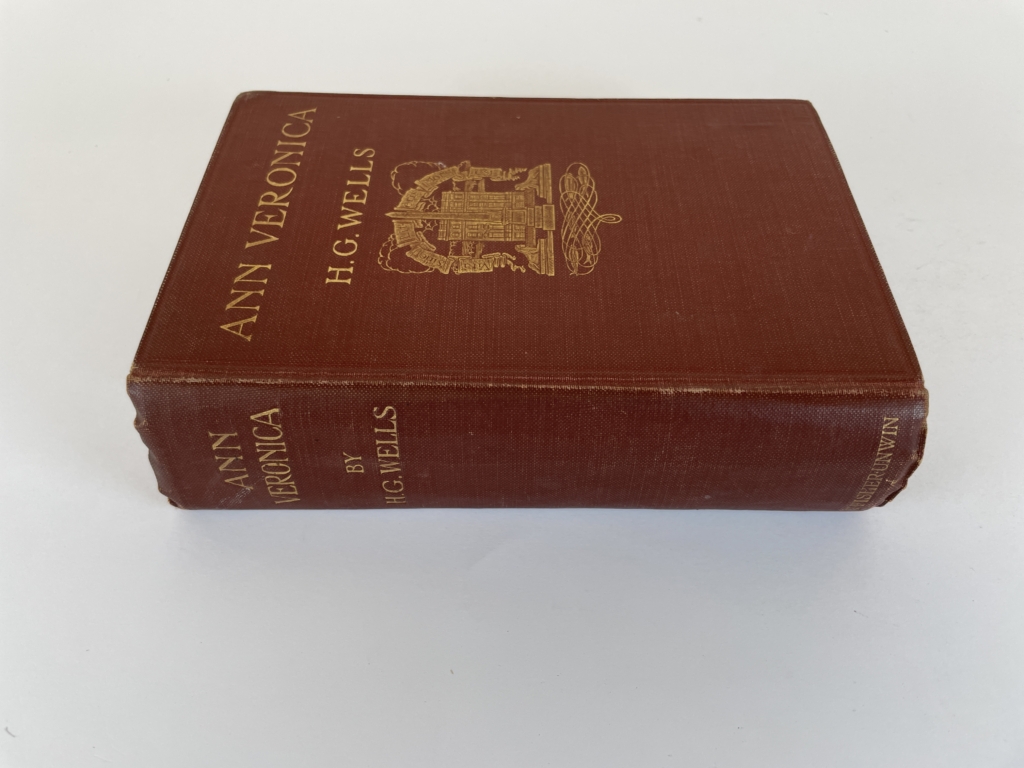 ANN VERONICA
H. G. WELLS
ANN
VERONICA
BY
H.G. WELLS
T. FISHER UNWIN